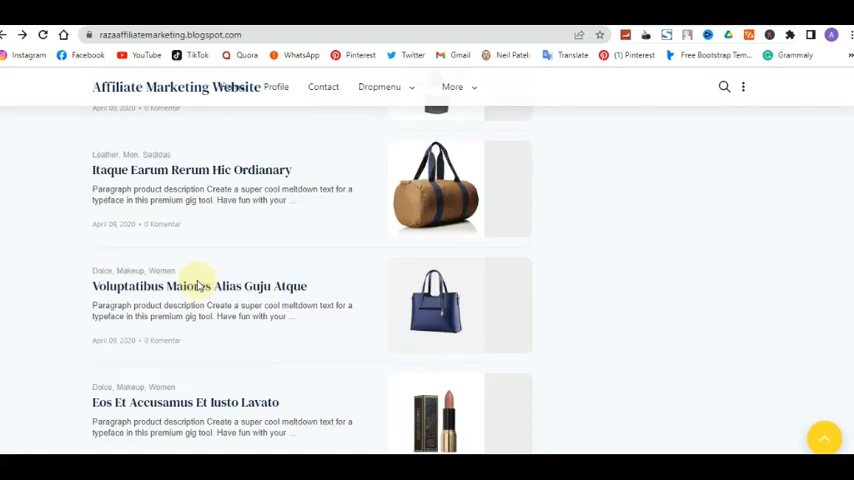 razaaffiliatemarketing.blogspot.com
A
Instagram Facebook YouTube TikTok Quora WhatsApp Pinterest Twitter Gmail Neil Patel: Translate (1) Pinterest Free Bootstrap Tem... Grammaly »
Affiliate Marketing Website Profile Contact Dropmenu More
April 09, 2020 • 0 Komentar
Leather, Men, Sadidas
Itaque Earum Rerum Hic Ordianary
Paragraph product description Create a super cool meltdown text for a
typeface in this premium gig tool. Have fun with your ...
April 09, 2020 • 0 Komentar
Dolce, Makeup, Women
Voluptatibus Maiores Alias Guju Atque
Paragraph product description Create a super cool meltdown text for a
typeface in this premium gig tool. Have fun with your ...
April 09, 2020 • 0 Komentar
Dolce, Makeup, Women
Eos Et Accusamus Et Iusto Lavato
Paragraph product description Create a super cool meltdown text for a
typeface in this premium gig tool. Have fun with your ...